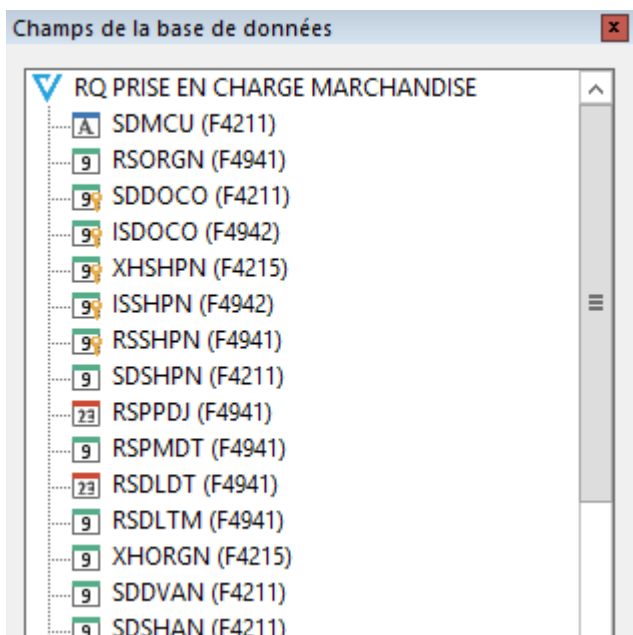 Champs de la base de données
RQ PRISE EN CHARGE MARCHANDISE
SDMCU (F4211)
RSORGN (F4941)
SDDOCO (F4211)
ISDOCO (F4942)
XHSHPN (F4215)
ISSHPN (F4942)
RSSHPN (F4941)
SDSHPN (F4211)
RSPPDJ (F4941)
RSPMDT (F4941)
RSDLDT (F4941)
RSDLTM (F4941)
XHORGN (F4215)
SDDVAN (F4211)
SDSHAN (F4211)